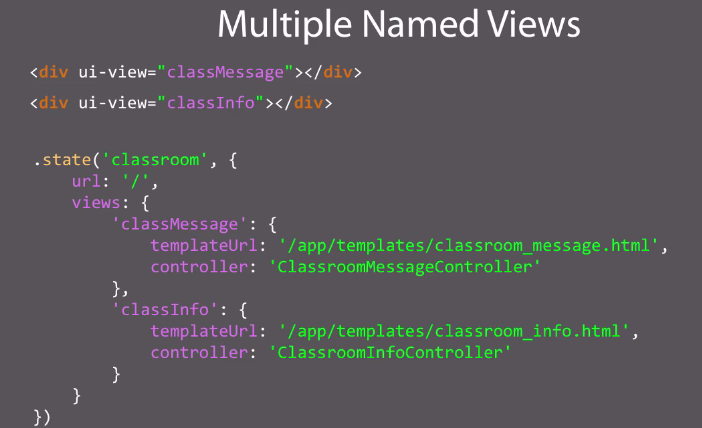 Multiple Named Views
<div ui-view="classMessage"></div>
<div ui-view="classInfo"></div>
.state('classroom', {
url: '/',
views: {
'classMessage': {
templateUrl: '/app/templates/classroom_message.html',
controller: 'ClassroomMessageController'
},
'classInfo': {
templateUrl: '/app/templates/classroom_info.html',
controller: 'ClassroomInfoController'
}
}
})